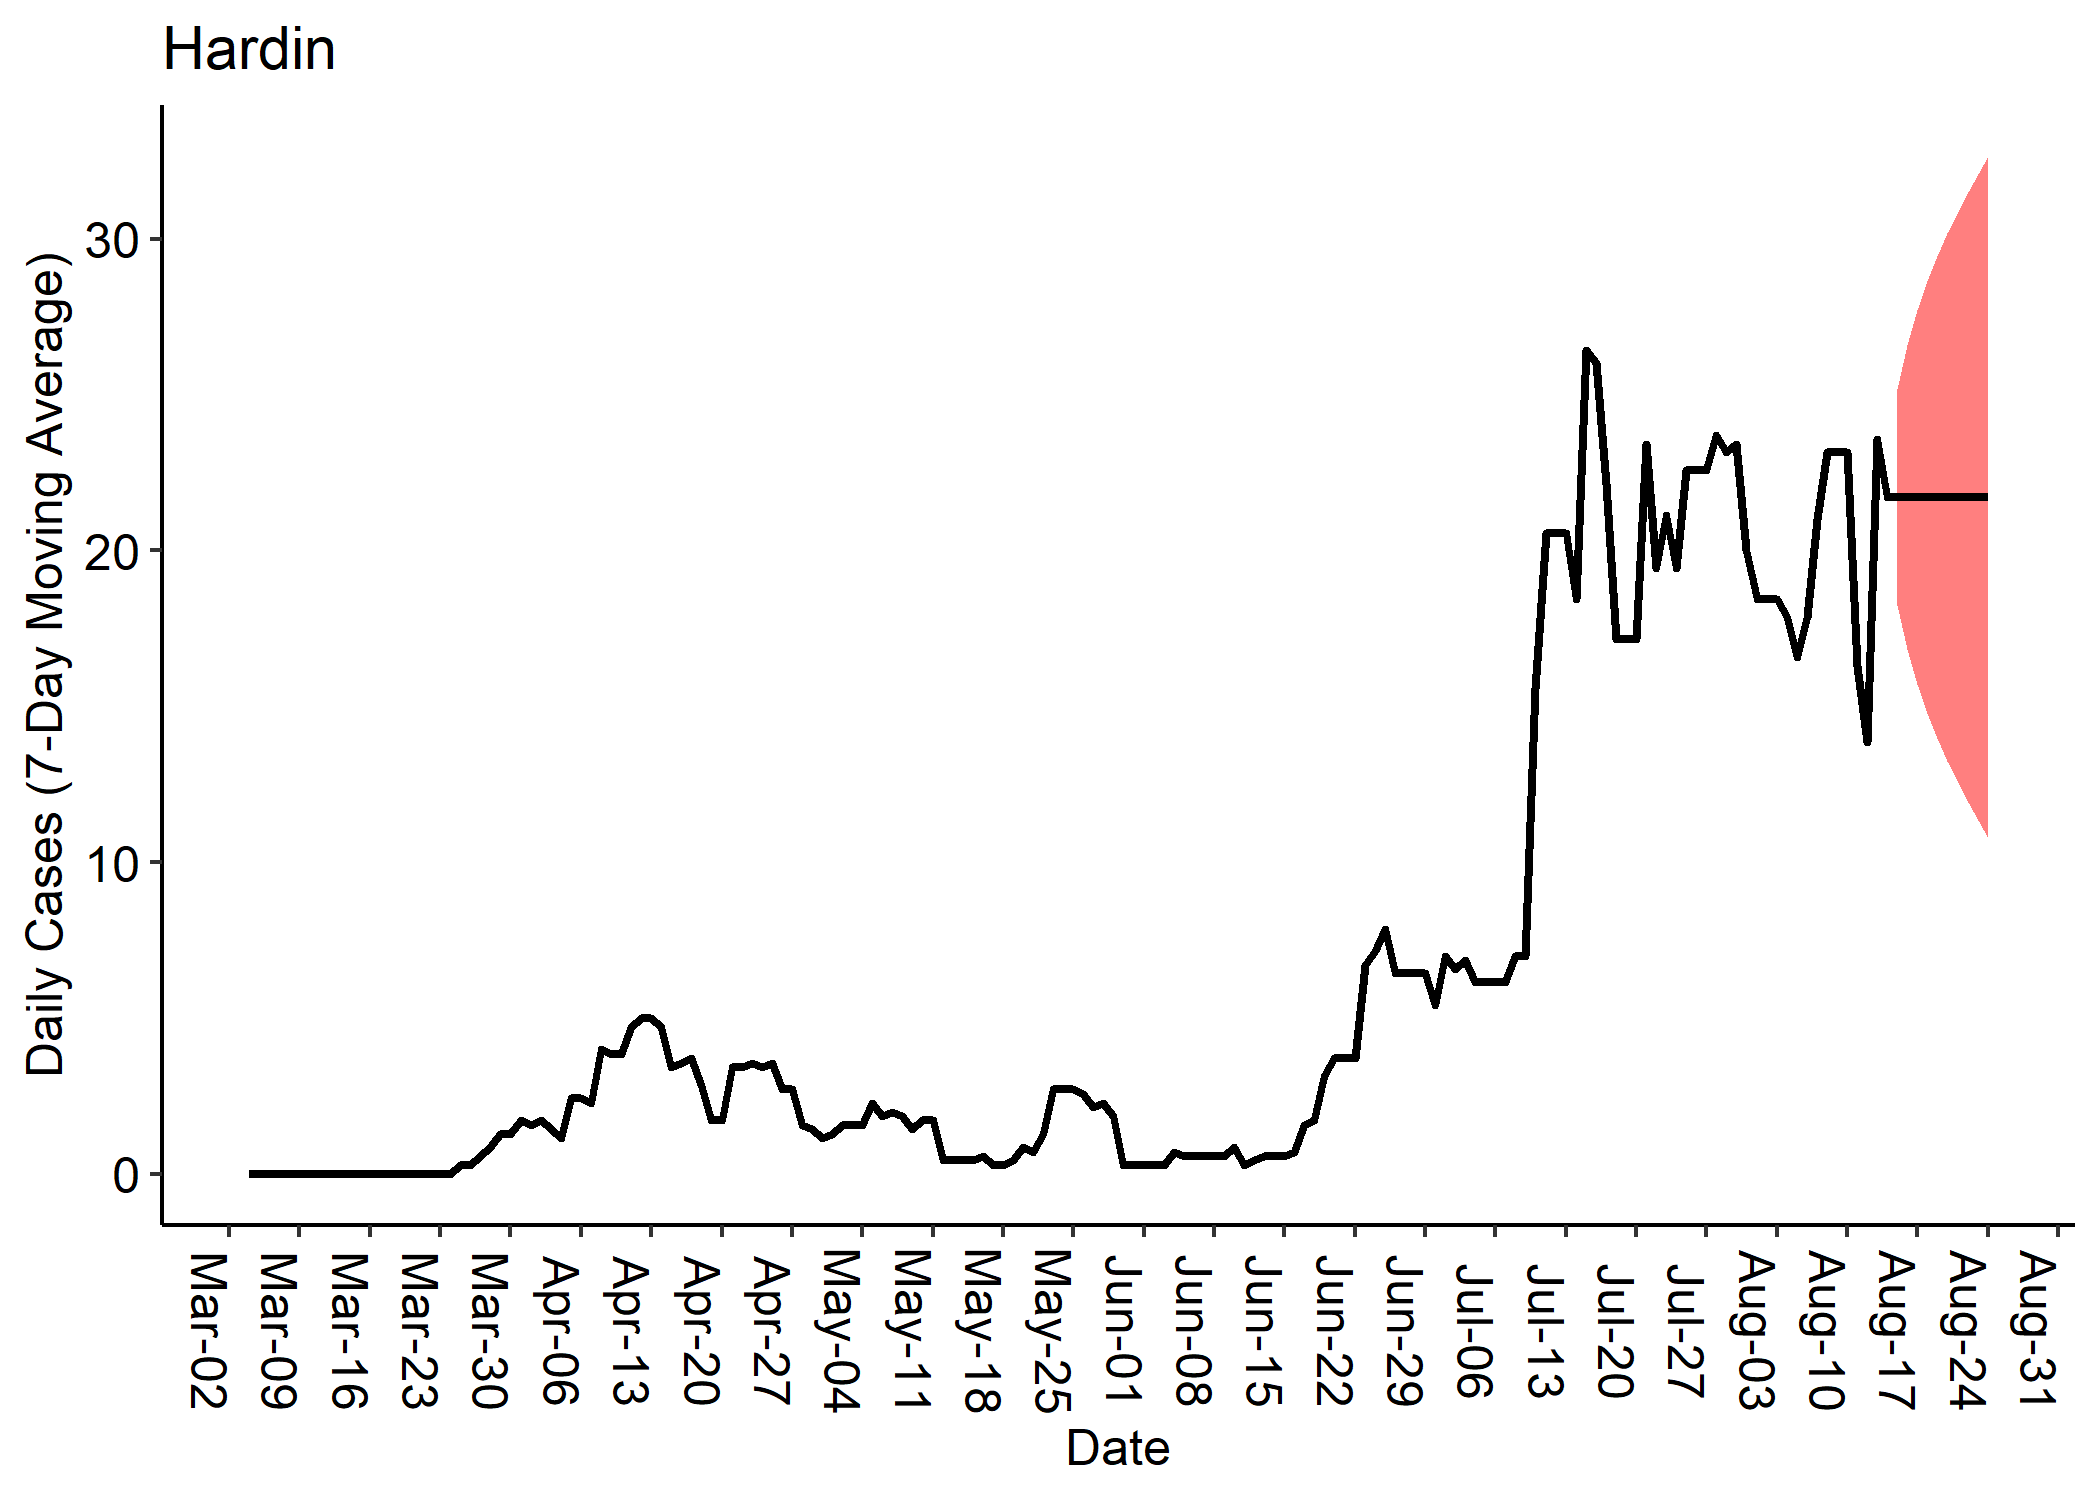 Hardin
Daily Cases (7-Day Moving Average)
30
20
10
0
Mar-02
Mar-09
Mar-16
Mar-23
Mar-30
Apr-06
Apr-13
Apr-20
Apr-27
May-04
May-11
May-18
May-25
Jun-01
Jun-08
Jun-15
Jun-22
Jun-29
Jul-06
Jul-13
Jul-20
Jul-27
Aug-03
Aug-10
Aug-17
Aug-24
Aug-31
Date